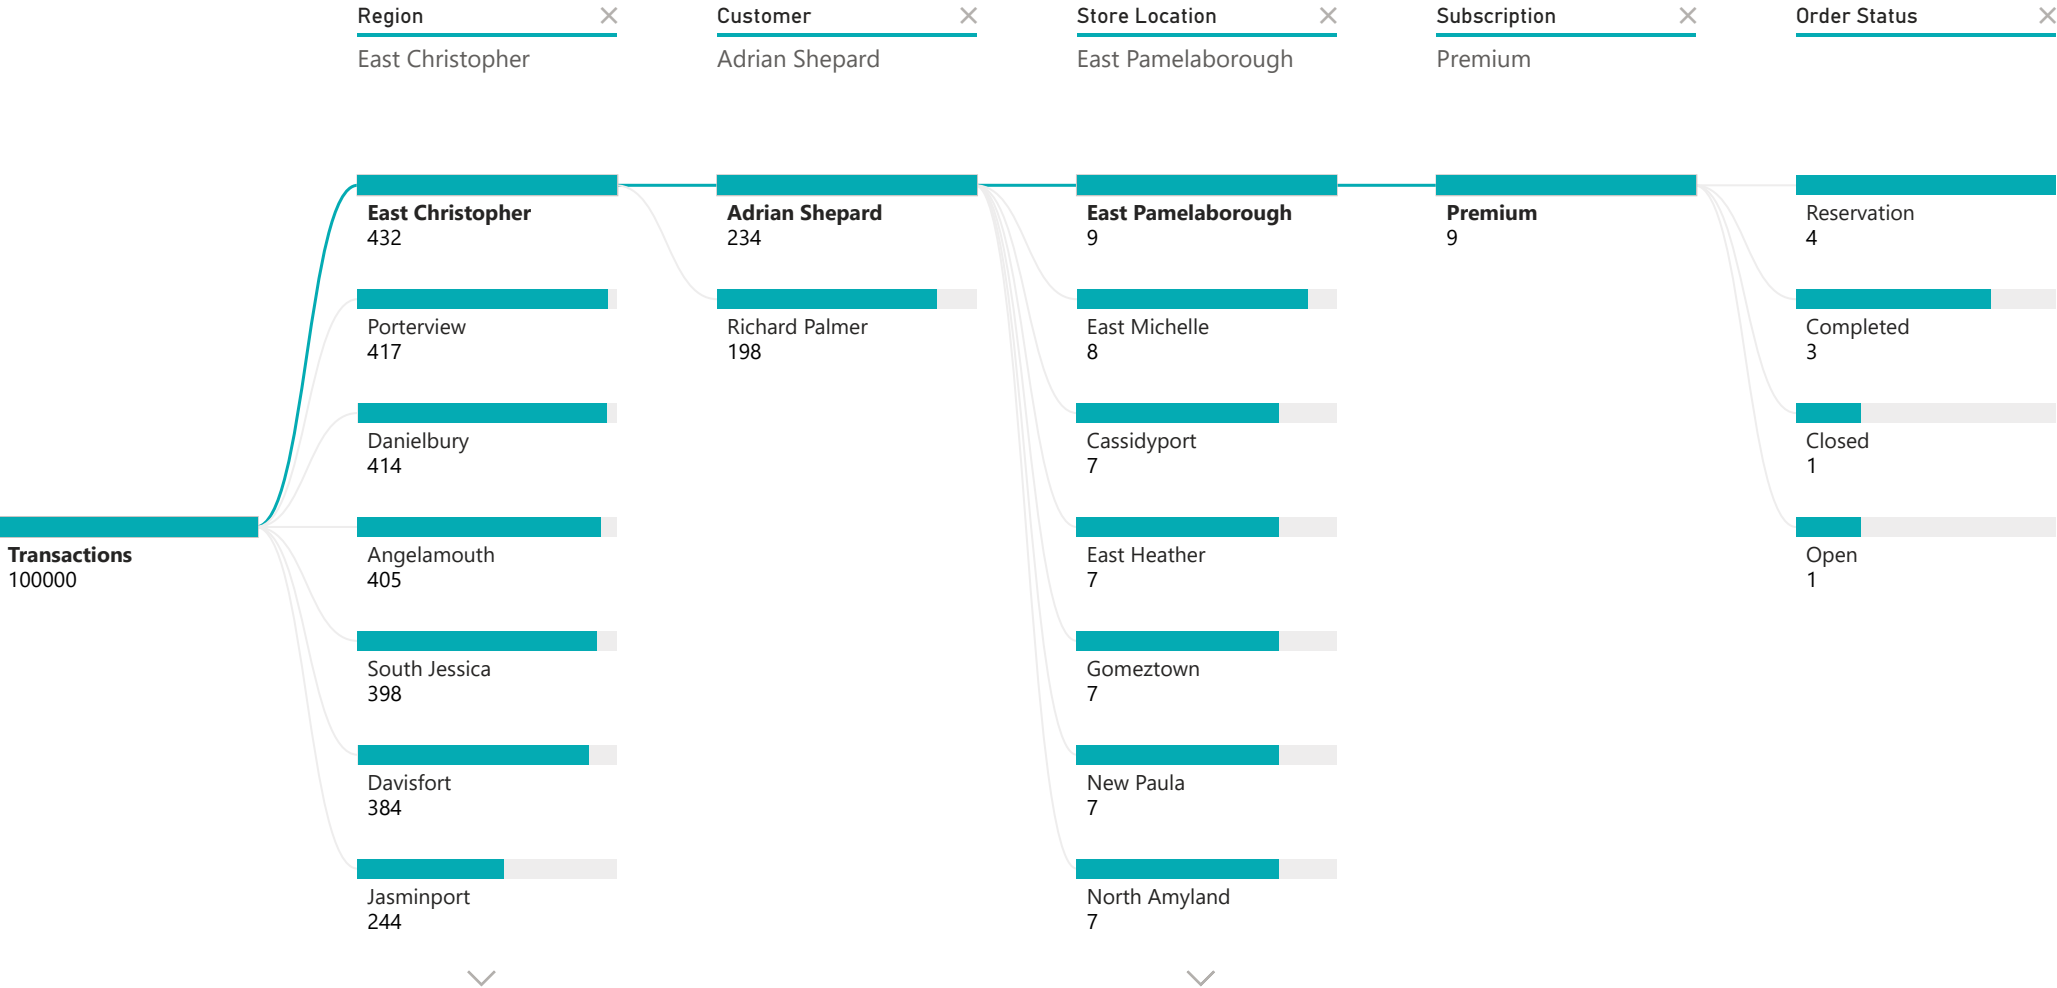 Region
East Christopher
Customer
Adrian Shepard
Store Location
East Pamelaborough
Subscription
Premium
Order Status
Transactions
100000
East Christopher
432
Porterview
417
Danielbury
414
Angelamouth
405
South Jessica
398
Davisfort
384
Jasminport
244
Adrian Shepard
234
Richard Palmer
198
East Pamelaborough
9
East Michelle
8
Cassidyport
7
East Heather
7
Gomeztown
7
New Paula
7
North Amyland
7
Premium
9
Reservation
4
Completed
3
Closed
1
Open
1